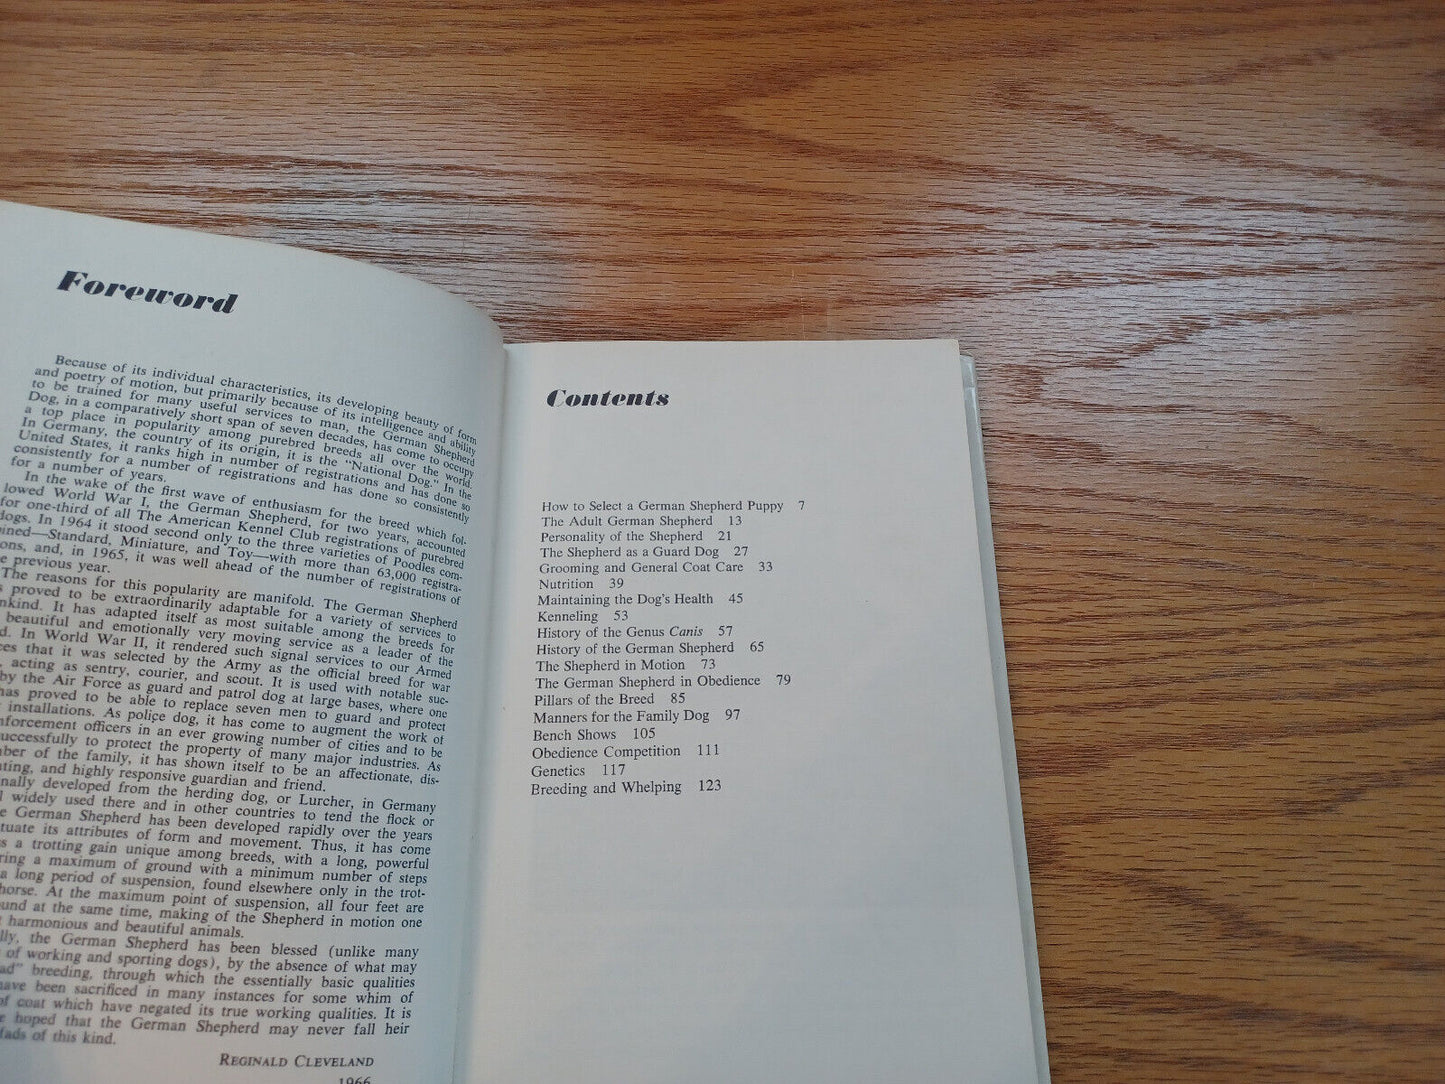 Foreword
Because of its individual characteristics, its developing beauty of form
and poetry of motion, but primarily because of its intelligence and ability
to be trained for many useful services to man, the German Shepherd
Dog, in a comparatively short span of seven decades, has come to occupy
a top place in popularity among purebred breeds all over the world.
In Germany, the country of its origin, it is the "National Dog." In the
United States, it ranks high in number of registrations and has done so
consistently for a number of registrations and has done so consistently
for a number of years.
In the wake of the first wave of enthusiasm for the breed which fol-
lowed World War I, the German Shepherd, for two years, accounted
for one-third of all The American Kennel Club registrations of purebred
dogs. In 1964 it stood second only to the three varieties of Poodles com-
ined—Standard, Miniature, and Toy—with more than 63,000 registra-
ons, and, in 1965, it was well ahead of the number of registrations of
e previous year.
The reasons for this popularity are manifold. The German Shepherd
s proved to be extraordinarily adaptable for a variety of services to
nkind. It has adapted itself as most suitable among the breeds for
beautiful and emotionally very moving service as a leader of the
d. In World War II, it rendered such signal services to our Armed
ces that it was selected by the Army as the official breed for war
, acting as sentry, courier, and scout. It is used with notable suc-
by the Air Force as guard and patrol dog at large bases, where one
has proved to be able to replace seven men to guard and protect
installations. As police dog, it has come to augment the work of
nforcement officers in an ever growing number of cities and to be
uccessfully to protect the property of many major industries. As
mber of the family, it has shown itself to be an affectionate, dis-
ating, and highly responsive guardian and friend.
nally developed from the herding dog, or Lurcher, in Germany
l widely used there and in other countries to tend the flock or
e German Shepherd has been developed rapidly over the years
tuate its attributes of form and movement. Thus, it has come
s a trotting gain unique among breeds, with a long, powerful
ring a maximum of ground with a minimum number of steps
a long period of suspension, found elsewhere only in the trot-
horse. At the maximum point of suspension, all four feet are
ound at the same time, making of the Shepherd in motion one
t harmonious and beautiful animals.
lly, the German Shepherd has been blessed (unlike many
of working and sporting dogs), by the absence of what may
ad" breeding, through which the essentially basic qualities
have been sacrificed in many instances for some whim of
of coat which have negated its true working qualities. It is
e hoped that the German Shepherd may never fall heir
fads of this kind.
REGINALD CLEVELAND
1966
Contents
How to Select a German Shepherd Puppy 7
The Adult German Shepherd 13
Personality of the Shepherd 21
The Shepherd as a Guard Dog 27
Grooming and General Coat Care 33
Nutrition 39
Maintaining the Dog's Health 45
Kenneling 53
History of the Genus Canis 57
History of the German Shepherd 65
The Shepherd in Motion 73
The German Shepherd in Obedience 79
Pillars of the Breed 85
Manners for the Family Dog 97
Bench Shows 105
Obedience Competition 111
Genetics 117
Breeding and Whelping 123